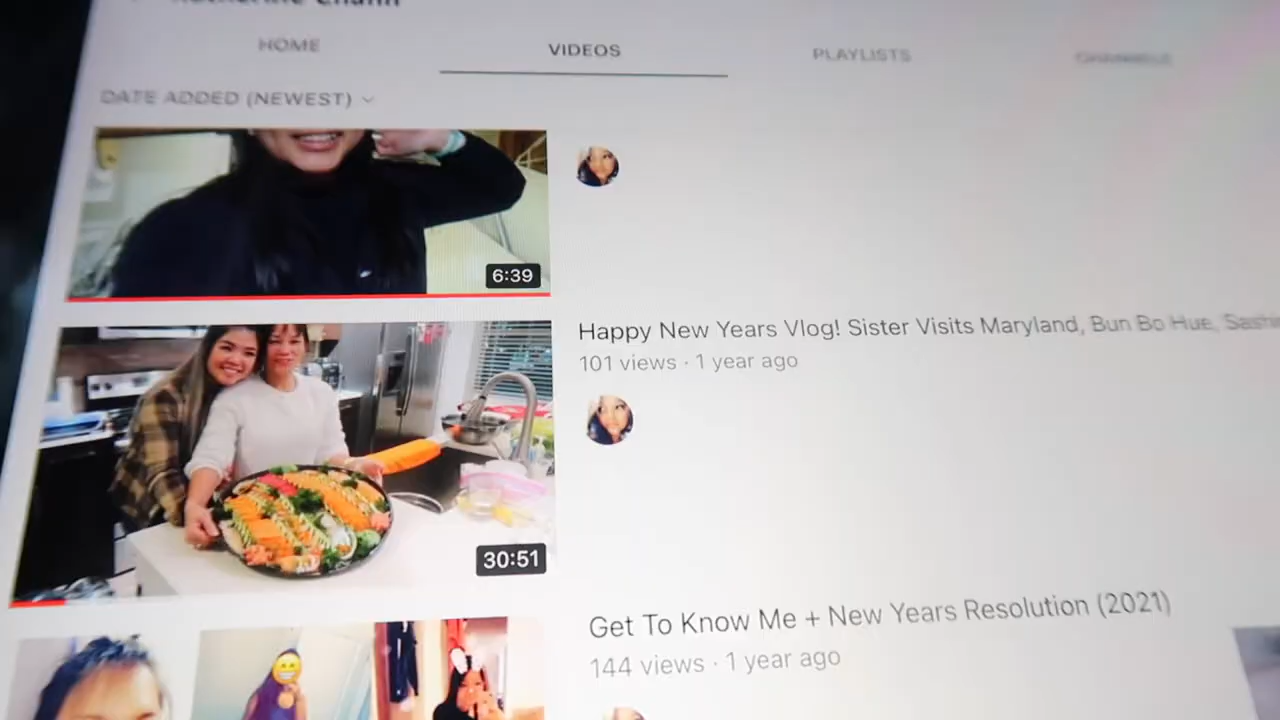 HOME
VIDEOS
PLAYLISTS
CHANNELS
DATE ADDED (NEWEST)
6:39
Happy New Years Vlog! Sister Visits Maryland, Bun Bo Hue,
101 views · 1 year ago
30:51
Get To Know Me + New Years Resolution (2021)
144 views · 1 year ago